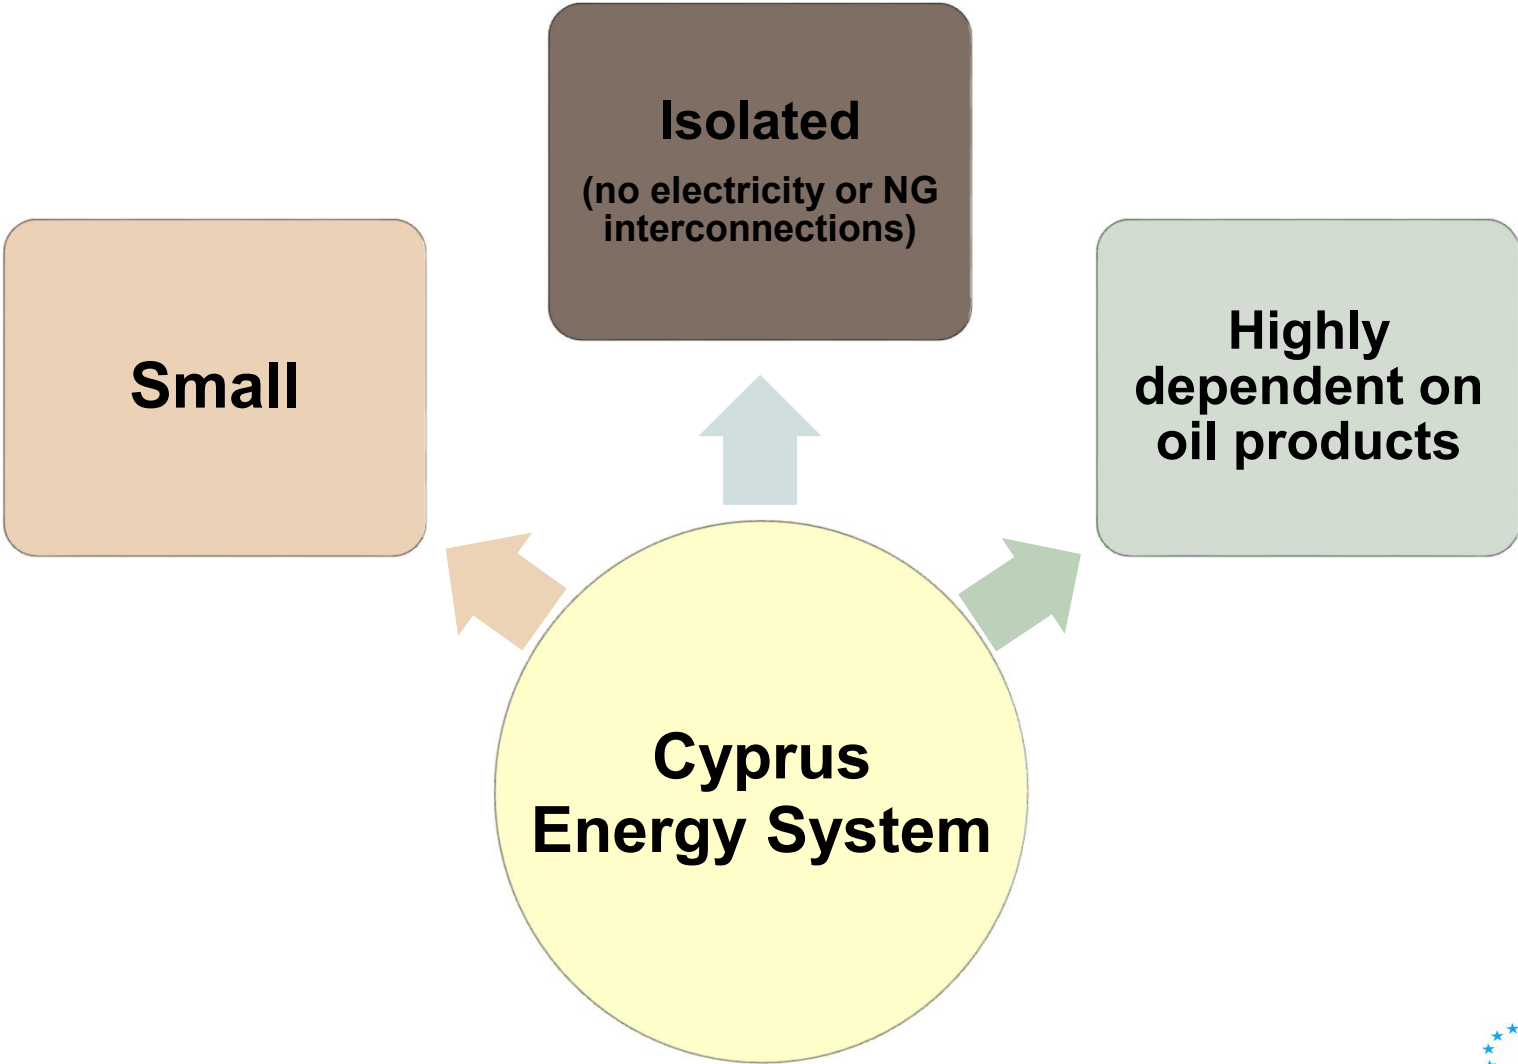 Isolated
(no electricity or NG
interconnections)
Small
Highly
dependent on
oil products
Cyprus
Energy System